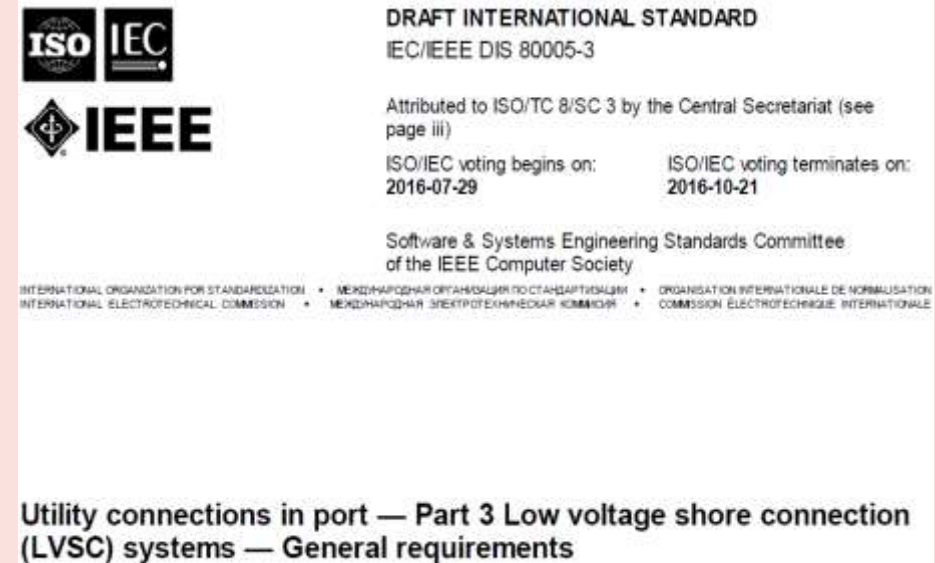 ISO IEC
IEEE
DRAFT INTERNATIONAL STANDARD
IEC/IEEE DIS 80005-3
Attributed to ISO/TC 8/SC 3 by the Central Secretariat (see
page iii)
ISO/IEC voting begins on:
2016-07-29
ISO/IEC voting terminates on:
2016-10-21
Software & Systems Engineering Standards Committee
of the IEEE Computer Society
INTERNATIONAL ORGANIZATION FOR STANDARDIZATION • МЕЖДУНАРОДНАЯ ОРГАНИЗАЦИЯ ПО СТАНДАРТИЗАЦИИ • ORGANISATION INTERNATIONALE DE NORMALISATION
INTERNATIONAL ELECTROTECHNICAL COMMISSION • МЕЖДУНАРОДНАЯ ЭЛЕКТРОТЕХНИЧЕСКАЯ КОММИСИЯ • COMMISSION ÉLECTROTECHNIQUE INTERNATIONALE
Utility connections in port — Part 3 Low voltage shore connection
(LVSC) systems — General requirements